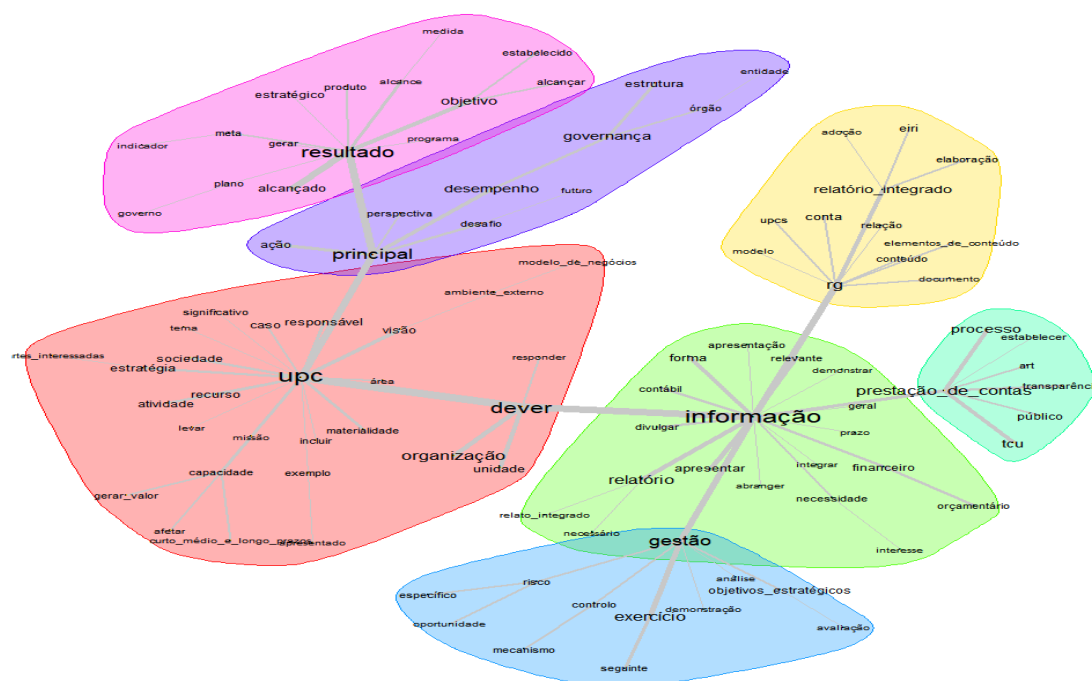 medida
estabelecido
alcance
produto
estratégico
objetivo
alcançar
meta
gerar
programa
indicador
resultado
plano
alcançado
governo
entidade
estrutura
órgão
governança
desempenho
futuro
perspectiva
desafio
ação
principal
adoção
eiri
elaboração
relatório_integrado
upcs
conta
relação
elementos_de_conteúdo
modelo
conteúdo
rg
documento
modelo_de_negócios
ambiente_externo
significativo
tema
caso
responsável
visão
rtes_interessadas
sociedade
estratégia
responder
upc
área
recurso
atividade
dever
levar
missão
incluir
materialidade
organização
unidade
capacidade
exemplo
gerar_valor
afetar
curto_médio_e_longo_prazos
apresentado
apresentação
forma
relevante
demonstrar
contábil
geral
informação
divulgar
prazo
apresentar
integrar
financeiro
relatório
abranger
necessidade
orçamentário
relato_integrado
necessário
interesse
processo
estabelecer
art
prestação_de_contas
transparência
público
tcu
gestão
análise
risco
objetivos_estratégicos
específico
controlo
demonstração
oportunidade
exercício
avaliação
mecanismo
seguinte